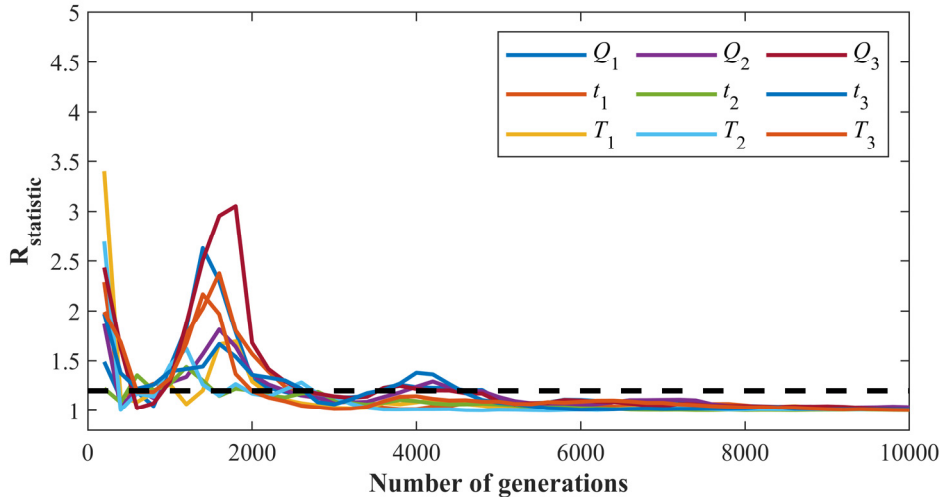 5
4.5
4
3.5
3
2.5
2
1.5
1
R_statistic
Q_1 Q_2 Q_3
t_1 t_2 t_3
T_1 T_2 T_3
0 2000 4000 6000 8000 10000
Number of generations